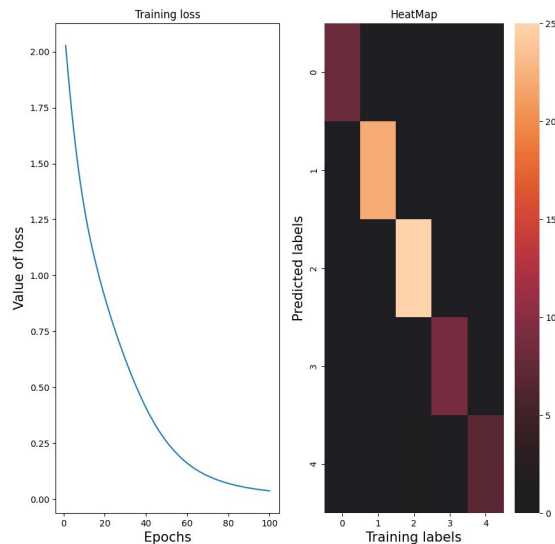 Training loss
2.00
1.75
1.50
1.25
1.00
0.75
0.50
0.25
0.00
Value of loss
0 20 40 60 80 100
Epochs
HeatMap
0
1
2
3
4
Predicted labels
0 1 2 3 4
Training labels
25
20
15
10
5
0